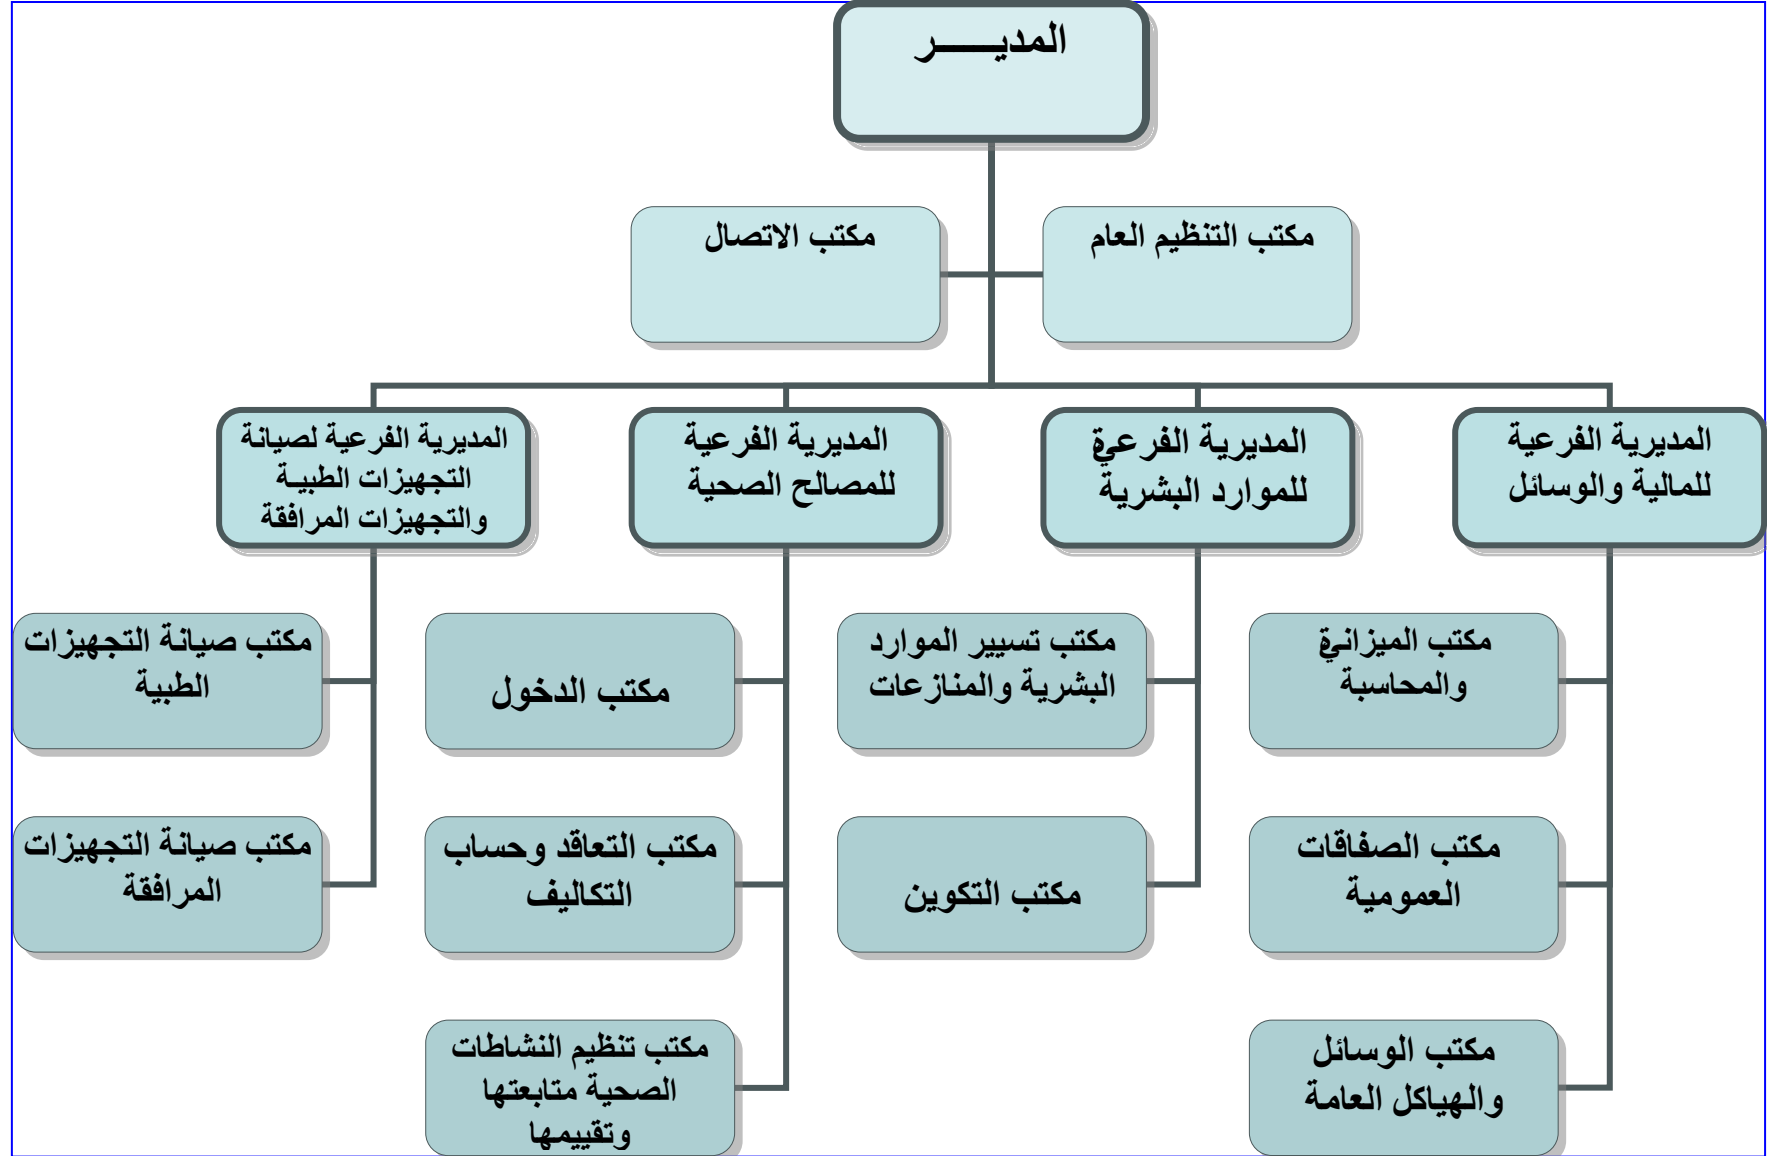 المديـــــــر
مكتب التنظيم العام
مكتب الاتصال
المديرية الفرعية
للمالية والوسائل
المديرية الفرعية
للموارد البشرية
المديرية الفرعية
للمصالح الصحية
المديرية الفرعية لصيانة
التجهيزات الطبيـة
والتجهيزات المرافقة
مكتب الميزانية
والمحاسبة
مكتب تسيير الموارد
البشرية والمنازعات
مكتب الدخول
مكتب صيانة التجهيزات
الطبية
مكتب الصفاقات
العمومية
مكتب التكوين
مكتب التعاقد وحساب
التكاليف
مكتب صيانة التجهيزات
المرافقة
مكتب الوسائل
والهياكل العامة
مكتب تنظيم النشاطات
الصحية متابعتها
وتقييمها